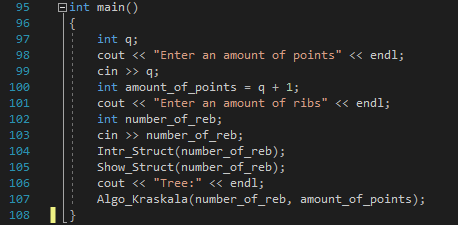 95 int main()
96 {
97 int q;
98 cout << "Enter an amount of points" << endl;
99 cin >> q;
100 int amount_of_points = q + 1;
101 cout << "Enter an amount of ribs" << endl;
102 int number_of_reb;
103 cin >> number_of_reb;
104 Intr_Struct(number_of_reb);
105 Show_Struct(number_of_reb);
106 cout << "Tree:" << endl;
107 Algo_Kraskala(number_of_reb, amount_of_points);
108 }